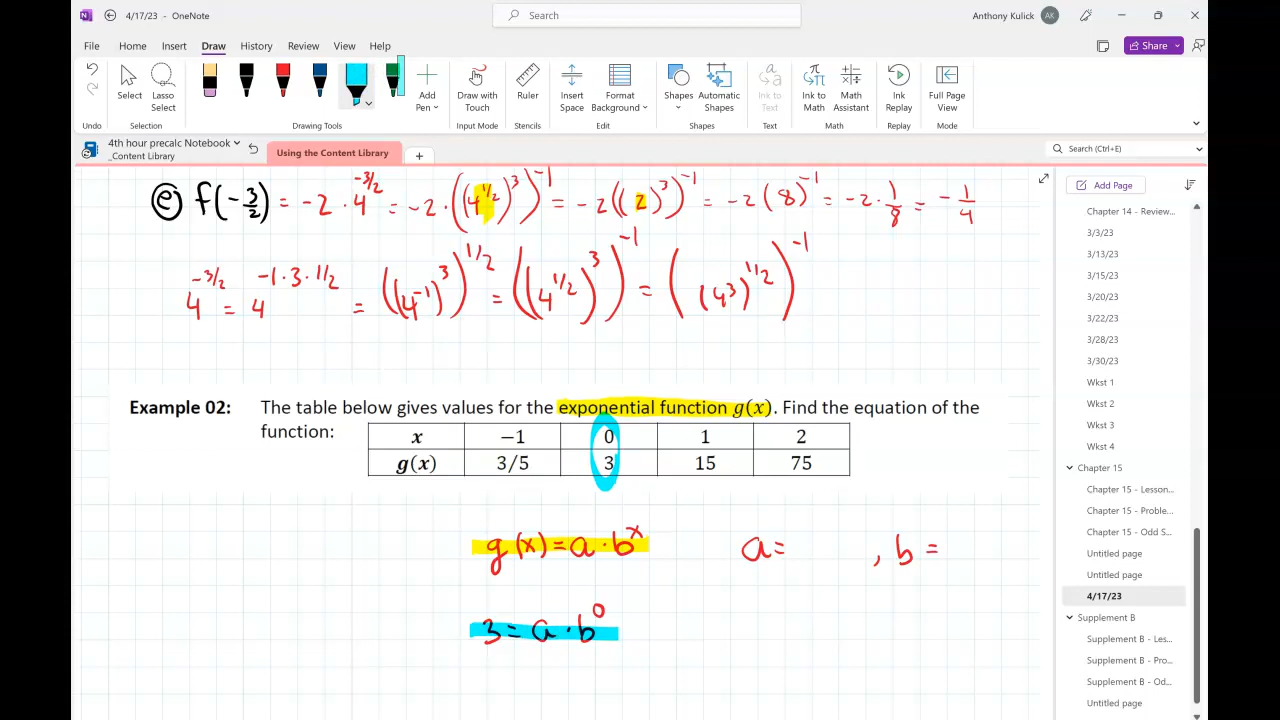 4/17/23 - OneNote
Search
Anthony Kulick AK
File Home Insert Draw History Review View Help
Share
Undo
Select
Lasso Select
Add Pen
Draw with Touch
Ruler
Insert Space
Format Background
Shapes
Automatic Shapes
Ink to Text
Ink to Math
Math Assistant
Ink Replay
Full Page View
Undo Selection Drawing Tools Input Mode Stencils Edit Shapes Text Math Replay Mode
4th hour precalc Notebook
_Content Library
Using the Content Library
+
Search (Ctrl+E)
ⓔ f(-3/2) = -2 · 4^{-3/2} = -2 · ((4^{1/2})^3)^{-1} = -2((2)^3)^{-1} = -2(8)^{-1} = -2 · 1/8 = -1/4
4^{-3/2} = 4^{-1·3·1/2} = ((4^{-1})^3)^{1/2} = ((4^{1/2})^3)^{-1} = ((4^3)^{1/2})^{-1}
Example 02: The table below gives values for the exponential function g(x). Find the equation of the
function:
x −1 0 1 2
g(x) 3/5 3 15 75
g(x) = a · b^x a = , b =
3 = a · b^0
Add Page
Chapter 14 - Review...
3/3/23
3/13/23
3/15/23
3/20/23
3/22/23
3/28/23
3/30/23
Wkst 1
Wkst 2
Wkst 3
Wkst 4
Chapter 15
Chapter 15 - Lesson...
Chapter 15 - Proble...
Chapter 15 - Odd S...
Untitled page
Untitled page
4/17/23
Supplement B
Supplement B - Les...
Supplement B - Pro...
Supplement B - Od...
Untitled page